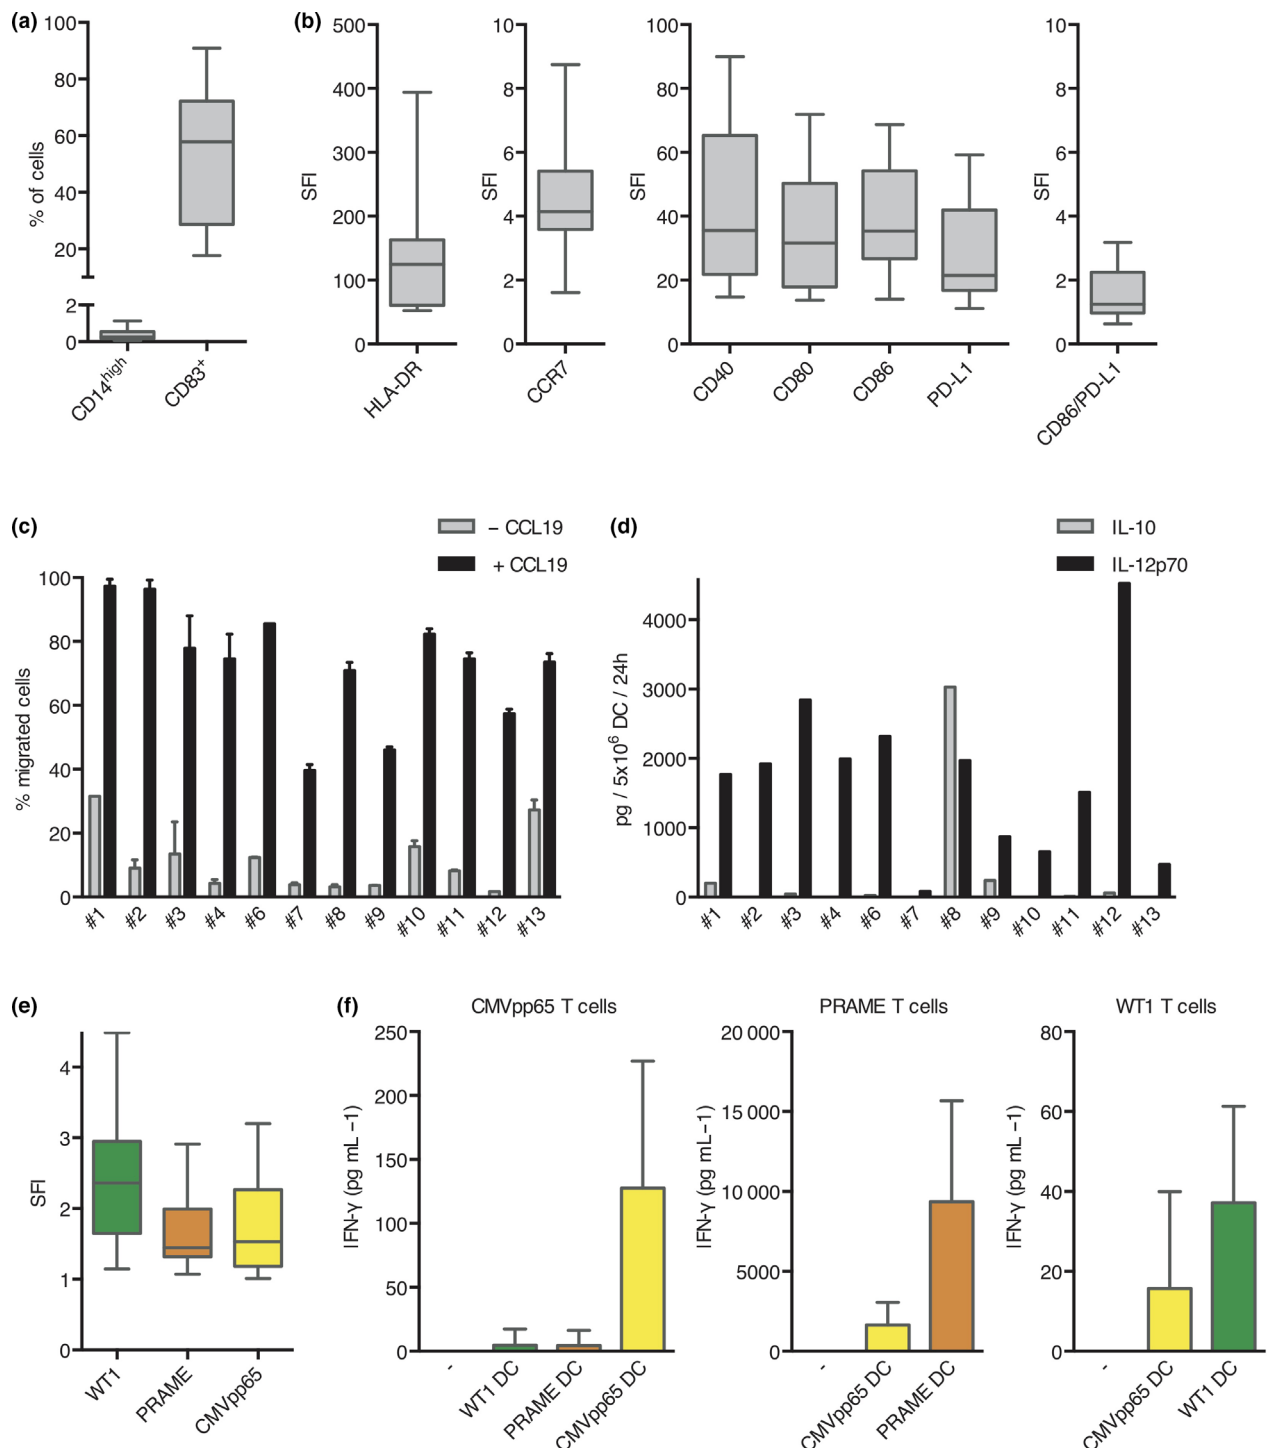 (a)
100
80
60
40
20
2
0
% of cells
CD14high
CD83+
(b)
500
400
300
200
100
0
SFI
HLA-DR
10
8
6
4
2
0
SFI
CCR7
100
80
60
40
20
0
SFI
CD40
CD80
CD86
PD-L1
10
8
6
4
2
0
SFI
CD86/PD-L1
(c)
− CCL19
+ CCL19
100
80
60
40
20
0
% migrated cells
#1
#2
#3
#4
#6
#7
#8
#9
#10
#11
#12
#13
(d)
IL-10
IL-12p70
4000
3000
2000
1000
0
pg / 5x10⁶ DC / 24h
#1
#2
#3
#4
#6
#7
#8
#9
#10
#11
#12
#13
(e)
4
3
2
1
0
SFI
WT1
PRAME
CMVpp65
(f)
CMVpp65 T cells
250
200
150
100
50
0
IFN-γ (pg mL−1)
-
WT1 DC
PRAME DC
CMVpp65 DC
PRAME T cells
20 000
15 000
10 000
5000
0
IFN-γ (pg mL−1)
-
CMVpp65 DC
PRAME DC
WT1 T cells
80
60
40
20
0
IFN-γ (pg mL−1)
-
CMVpp65 DC
WT1 DC